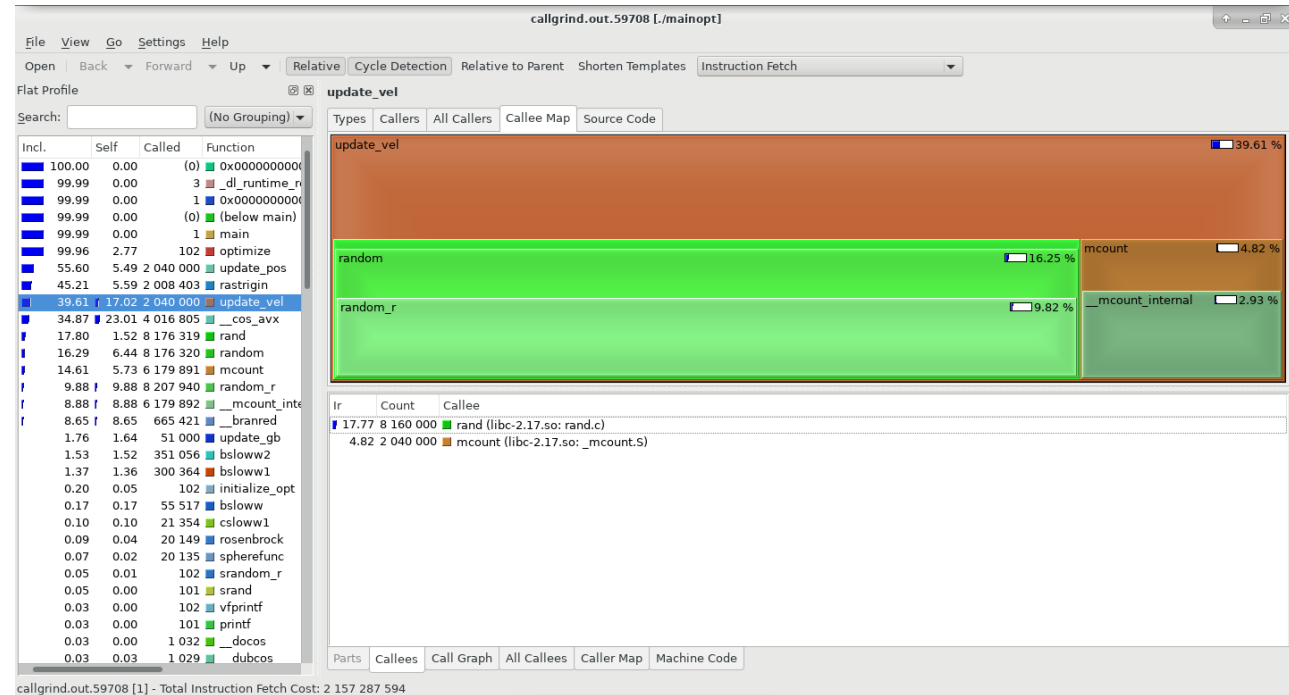 callgrind.out.59708 [./mainopt]
File View Go Settings Help
Open Back Forward Up Relative Cycle Detection Relative to Parent Shorten Templates Instruction Fetch
Flat Profile
Search: (No Grouping)
Incl. Self Called Function
100.00 0.00 (0) 0x0000000000
99.99 0.00 3 _dl_runtime_r
99.99 0.00 1 0x0000000000
99.99 0.00 (0) (below main)
99.99 0.00 1 main
99.96 2.77 102 optimize
55.60 5.49 2 040 000 update_pos
45.21 5.59 2 008 403 rastrigin
39.61 17.02 2 040 000 update_vel
34.87 23.01 4 016 805 __cos_avx
17.80 1.52 8 176 319 rand
16.29 6.44 8 176 320 random
14.61 5.73 6 179 891 mcount
9.88 9.88 8 207 940 random_r
8.88 8.88 6 179 892 __mcount_inte
8.65 8.65 665 421 __branred
1.76 1.64 51 000 update_gb
1.53 1.52 351 056 bsloww2
1.37 1.36 300 364 bsloww1
0.20 0.05 102 initialize_opt
0.17 0.17 55 517 bsloww
0.10 0.10 21 354 csloww1
0.09 0.04 20 149 rosenbrock
0.07 0.02 20 135 spherefunc
0.05 0.01 102 srandom_r
0.05 0.00 101 srand
0.03 0.00 102 vfprintf
0.03 0.00 101 printf
0.03 0.00 1 032 __docos
0.03 0.03 1 029 __dubcos
update_vel
Types Callers All Callers Callee Map Source Code
update_vel 39.61 %
random 16.25 %
mcount 4.82 %
random_r 9.82 %
__mcount_internal 2.93 %
Ir Count Callee
17.77 8 160 000 rand (libc-2.17.so: rand.c)
4.82 2 040 000 mcount (libc-2.17.so: _mcount.S)
Parts Callees Call Graph All Callees Caller Map Machine Code
callgrind.out.59708 [1] - Total Instruction Fetch Cost: 2 157 287 594